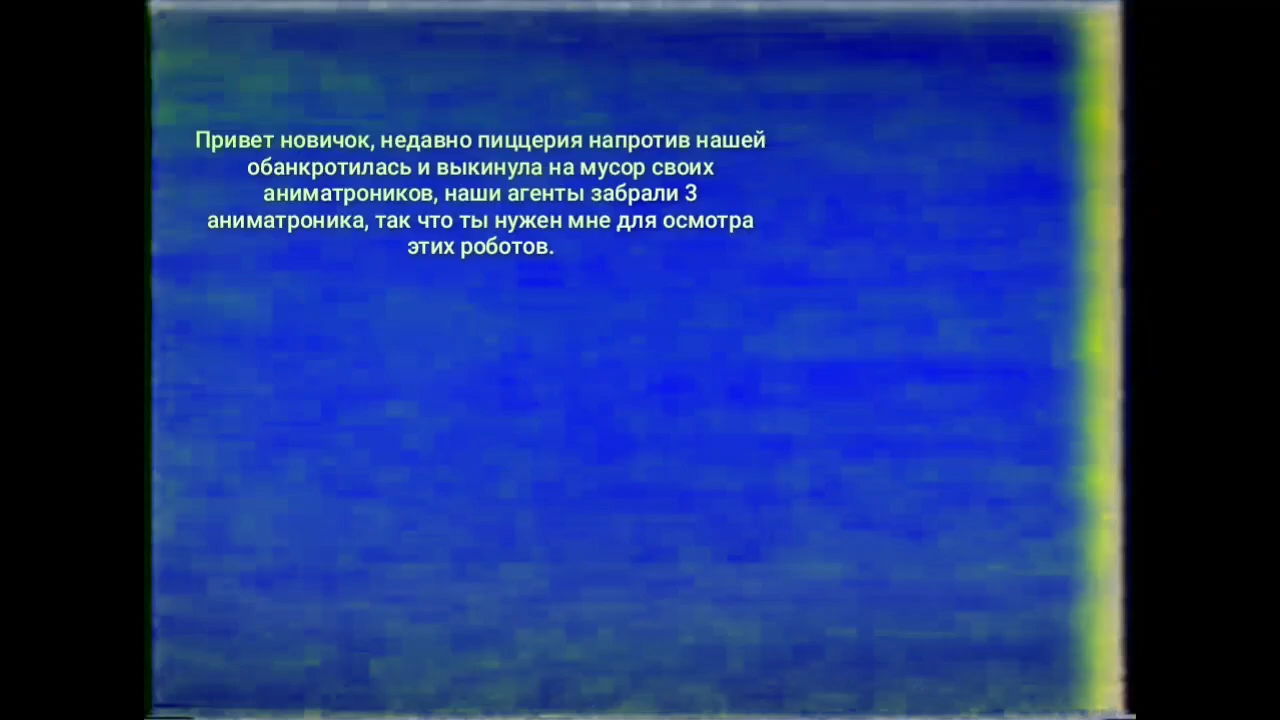 Привет новичок, недавно пиццерия напротив нашей
обанкротилась и выкинула на мусор своих
аниматроников, наши агенты забрали 3
аниматроника, так что ты нужен мне для осмотра
этих роботов.